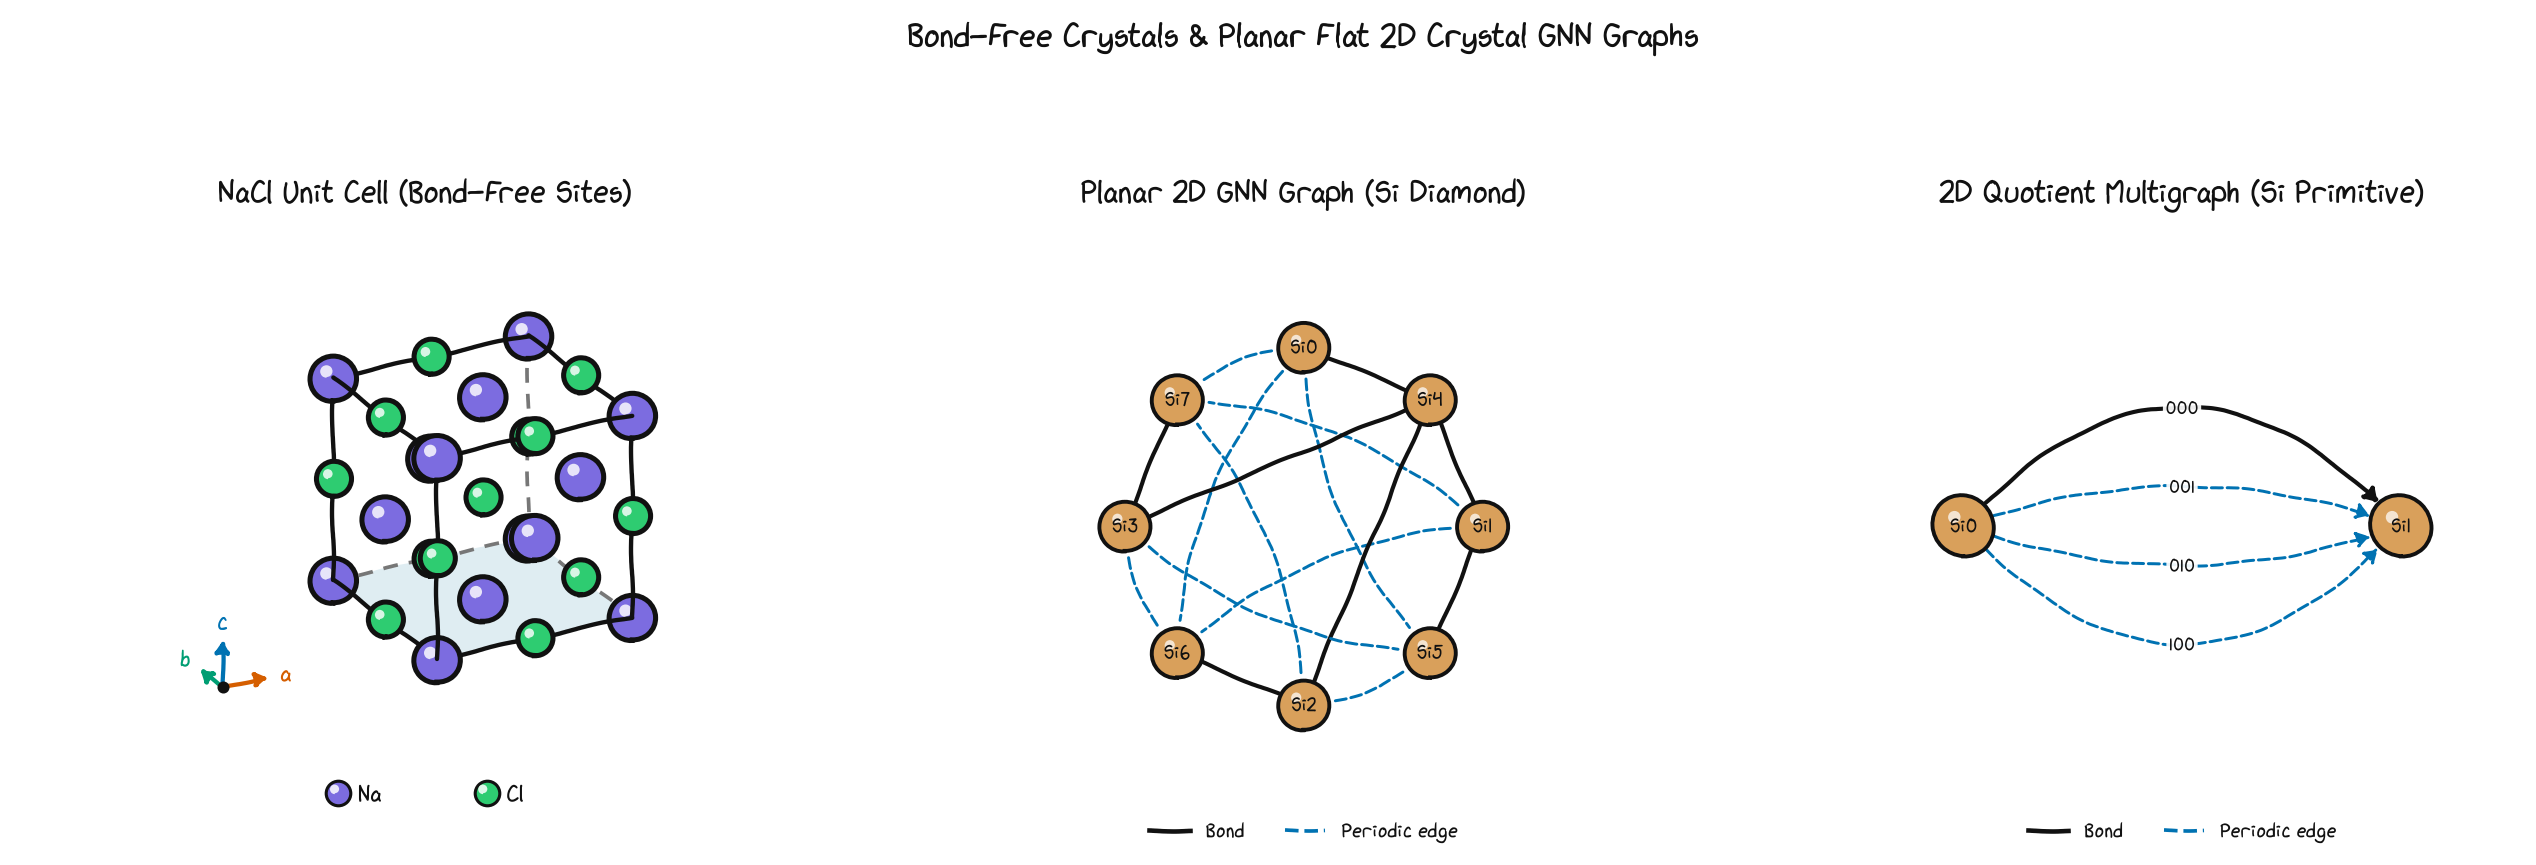 Bond-Free Crystals & Planar Flat 2D Crystal GNN Graphs
NaCl Unit Cell (Bond-Free Sites)
c
b
a
Na
Cl
Planar 2D GNN Graph (Si Diamond)
Si0
Si7
Si4
Si3
Si1
Si6
Si5
Si2
Bond
Periodic edge
2D Quotient Multigraph (Si Primitive)
000
001
Si0
Si1
010
100
Bond
Periodic edge